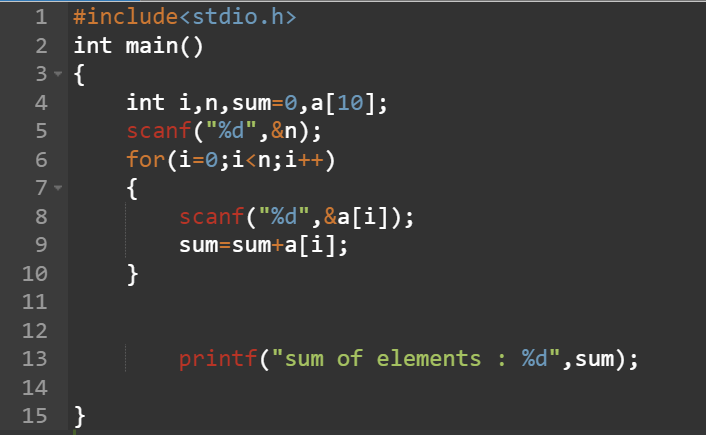 1 #include<stdio.h>
2 int main()
3 {
4     int i,n,sum=0,a[10];
5     scanf("%d",&n);
6     for(i=0;i<n;i++)
7     {
8         scanf("%d",&a[i]);
9         sum=sum+a[i];
10     }
11
12
13         printf("sum of elements : %d",sum);
14
15 }